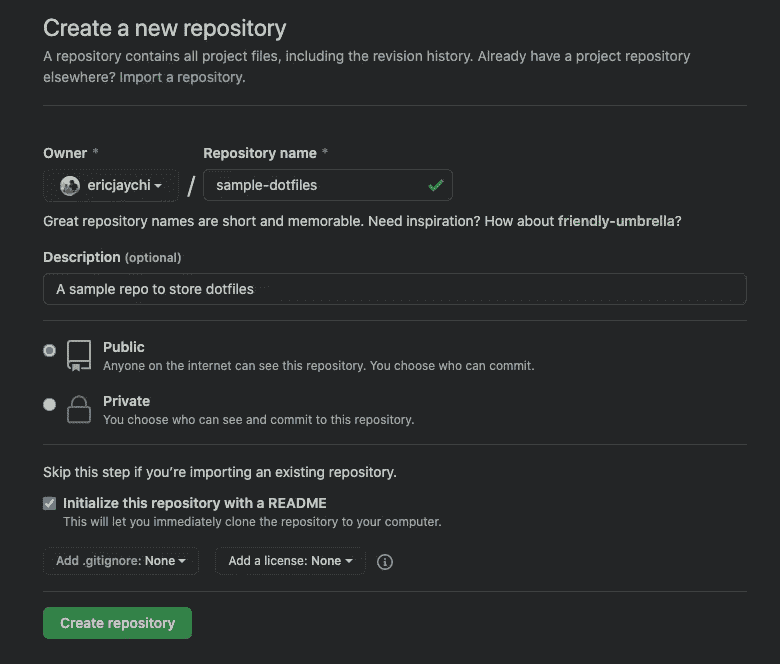 Create a new repository
A repository contains all project files, including the revision history. Already have a project repository
elsewhere? Import a repository.
Owner * Repository name *
ericjaychi / sample-dotfiles
Great repository names are short and memorable. Need inspiration? How about friendly-umbrella?
Description (optional)
A sample repo to store dotfiles
Public
Anyone on the internet can see this repository. You choose who can commit.
Private
You choose who can see and commit to this repository.
Skip this step if you’re importing an existing repository.
Initialize this repository with a README
This will let you immediately clone the repository to your computer.
Add .gitignore: None Add a license: None
Create repository